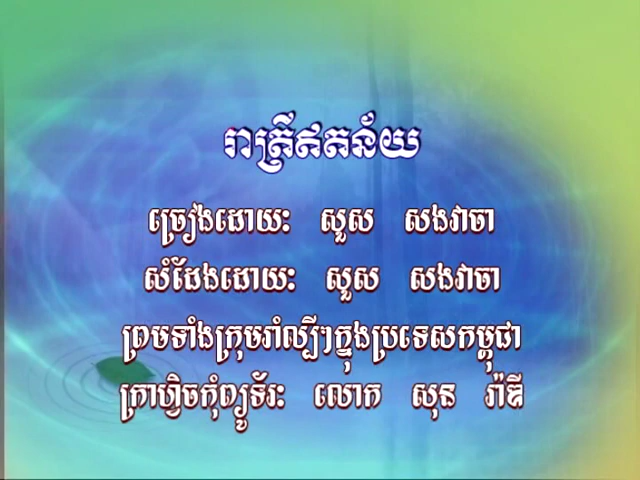 រាត្រីឥតន័យ
ច្រៀងដោយៈ សួស សងវាចា
សំដែងដោយៈ សួស សងវាចា
ព្រមទាំងក្រុមរាំល្បីៗក្នុងប្រទេសកម្ពុជា
ក្រាហ្វិចកុំព្យូទ័រៈ លោក សុន រ៉ាឌី